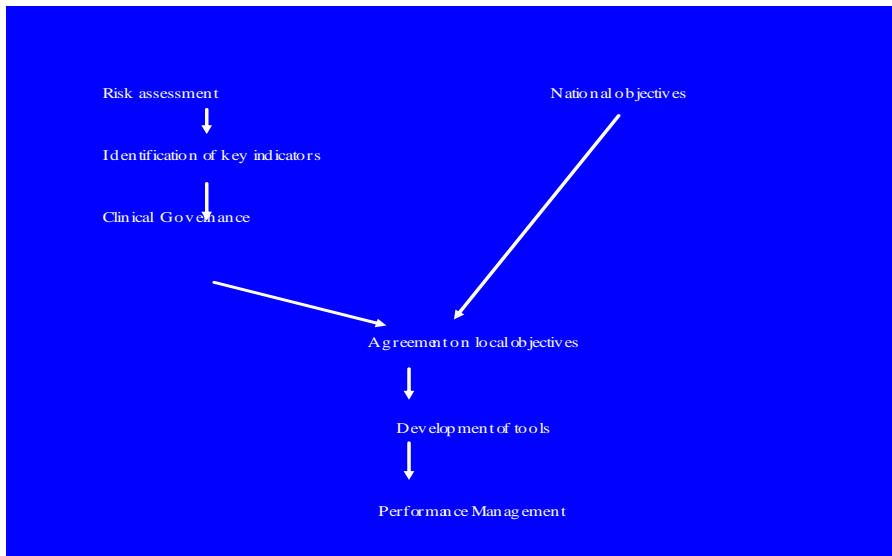 Risk assessment
National objectives
Identification of key indicators
Clinical Governance
Agreement on local objectives
Development of tools
Performance Management